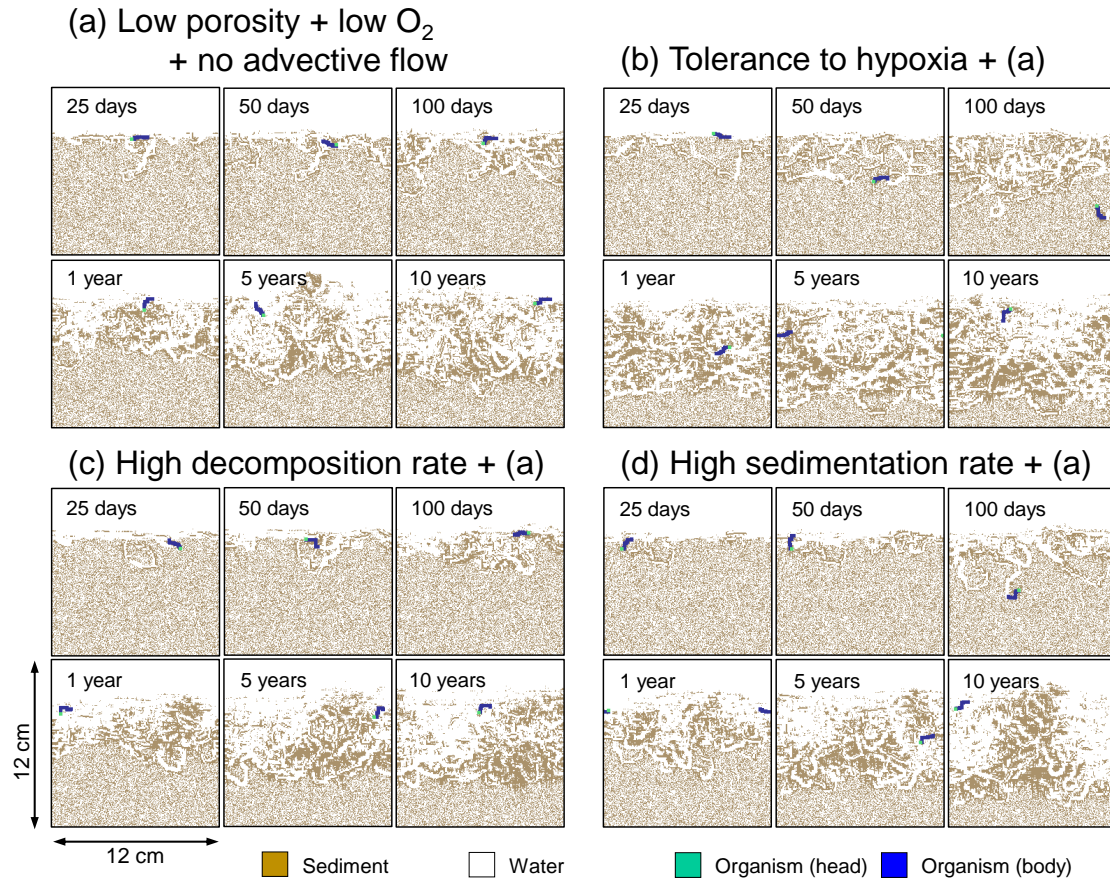 (a) Low porosity + low O2
+ no advective flow
25 days
50 days
100 days
1 year
5 years
10 years
(b) Tolerance to hypoxia + (a)
25 days
50 days
100 days
1 year
5 years
10 years
(c) High decomposition rate + (a)
25 days
50 days
100 days
1 year
5 years
10 years
12 cm
12 cm
(d) High sedimentation rate + (a)
25 days
50 days
100 days
1 year
5 years
10 years
Sediment
Water
Organism (head)
Organism (body)